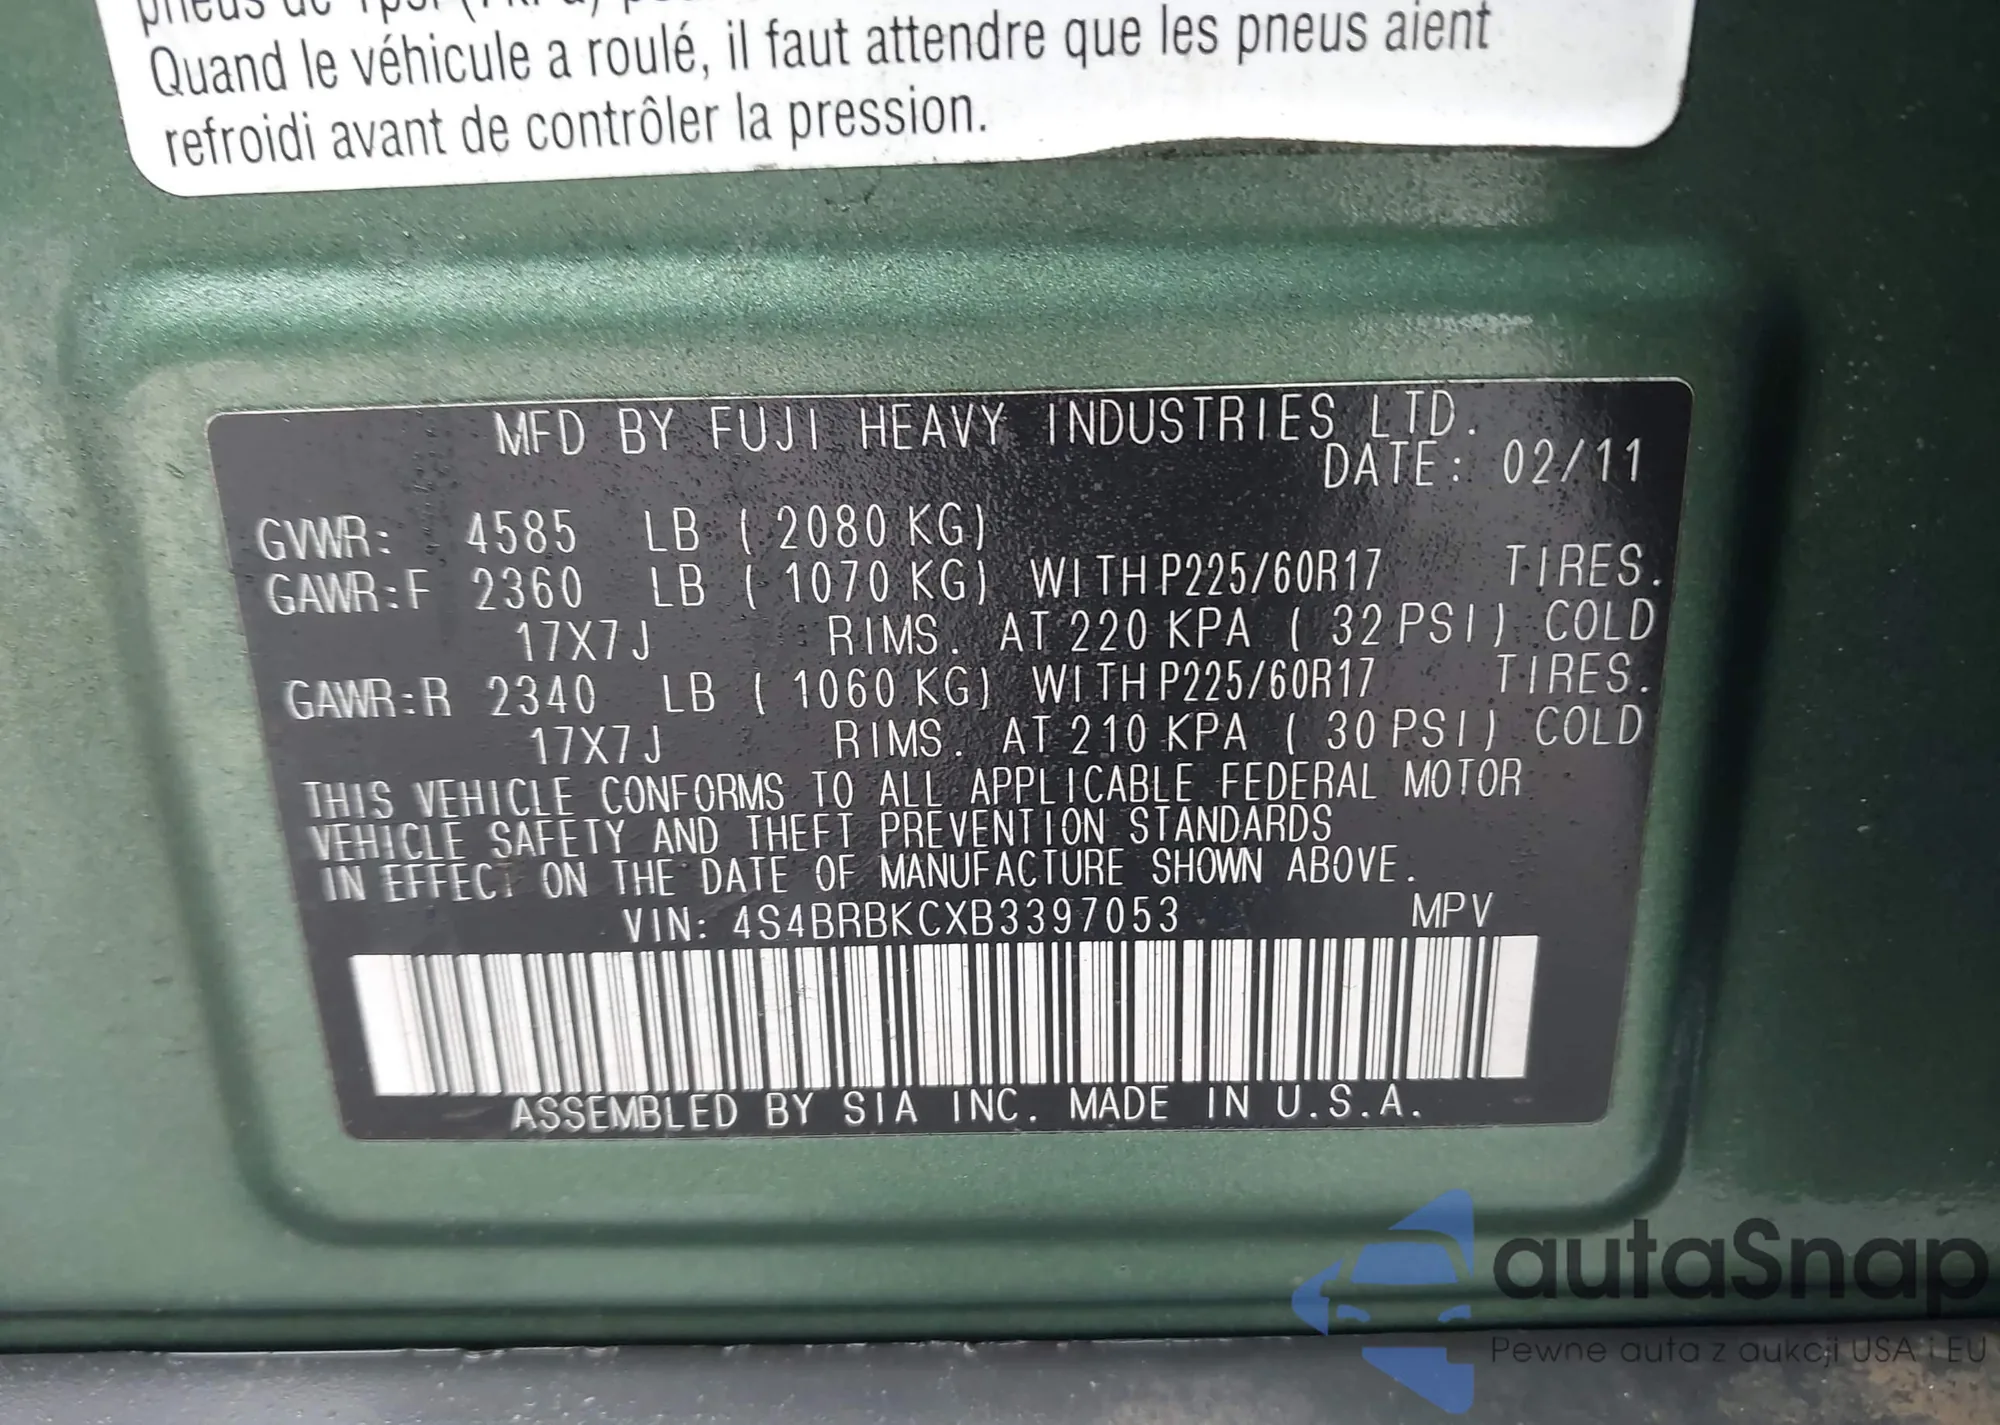 pneus de 1psi (7kPa)
Quand le véhicule a roulé, il faut attendre que les pneus aient
refroidi avant de contrôler la pression.
MFD BY FUJI HEAVY INDUSTRIES LTD.
DATE: 02/11
GVWR: 4585 LB ( 2080 KG)
GAWR:F 2360 LB ( 1070 KG) WITH P225/60R17 TIRES.
17X7J RIMS. AT 220 KPA ( 32 PSI) COLD
GAWR:R 2340 LB ( 1060 KG) WITH P225/60R17 TIRES.
17X7J RIMS. AT 210 KPA ( 30 PSI) COLD
THIS VEHICLE CONFORMS TO ALL APPLICABLE FEDERAL MOTOR
VEHICLE SAFETY AND THEFT PREVENTION STANDARDS
IN EFFECT ON THE DATE OF MANUFACTURE SHOWN ABOVE.
VIN: 4S4BRBKCXB3397053 MPV
ASSEMBLED BY SIA INC. MADE IN U.S.A.
autoSnap
Pewne auta z aukcji USA i EU